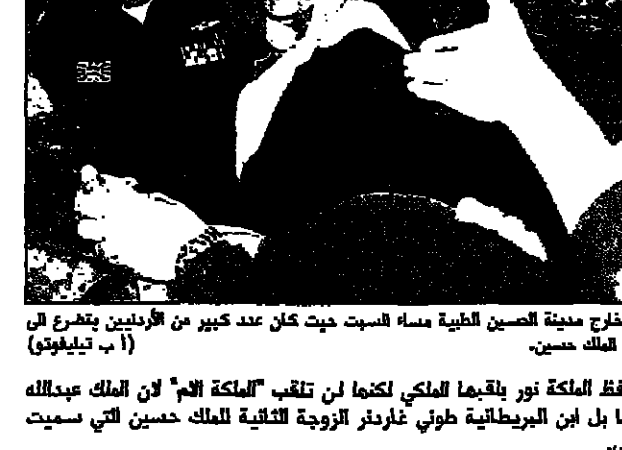 خارج مدينة الحسين الطبية مساء السبت حيث كان عدد كبير من الأردنيين يتضرع الى
الملك حسين.
(ا ب تيليفوتو)
الملكة نور بلقبها الملكي لكنها لن تلقب "الملكة الام" لان الملك عبدالله
بل ابن البريطانية طوني غاردنر الزوجة الثانية للملك حسين التي سميت